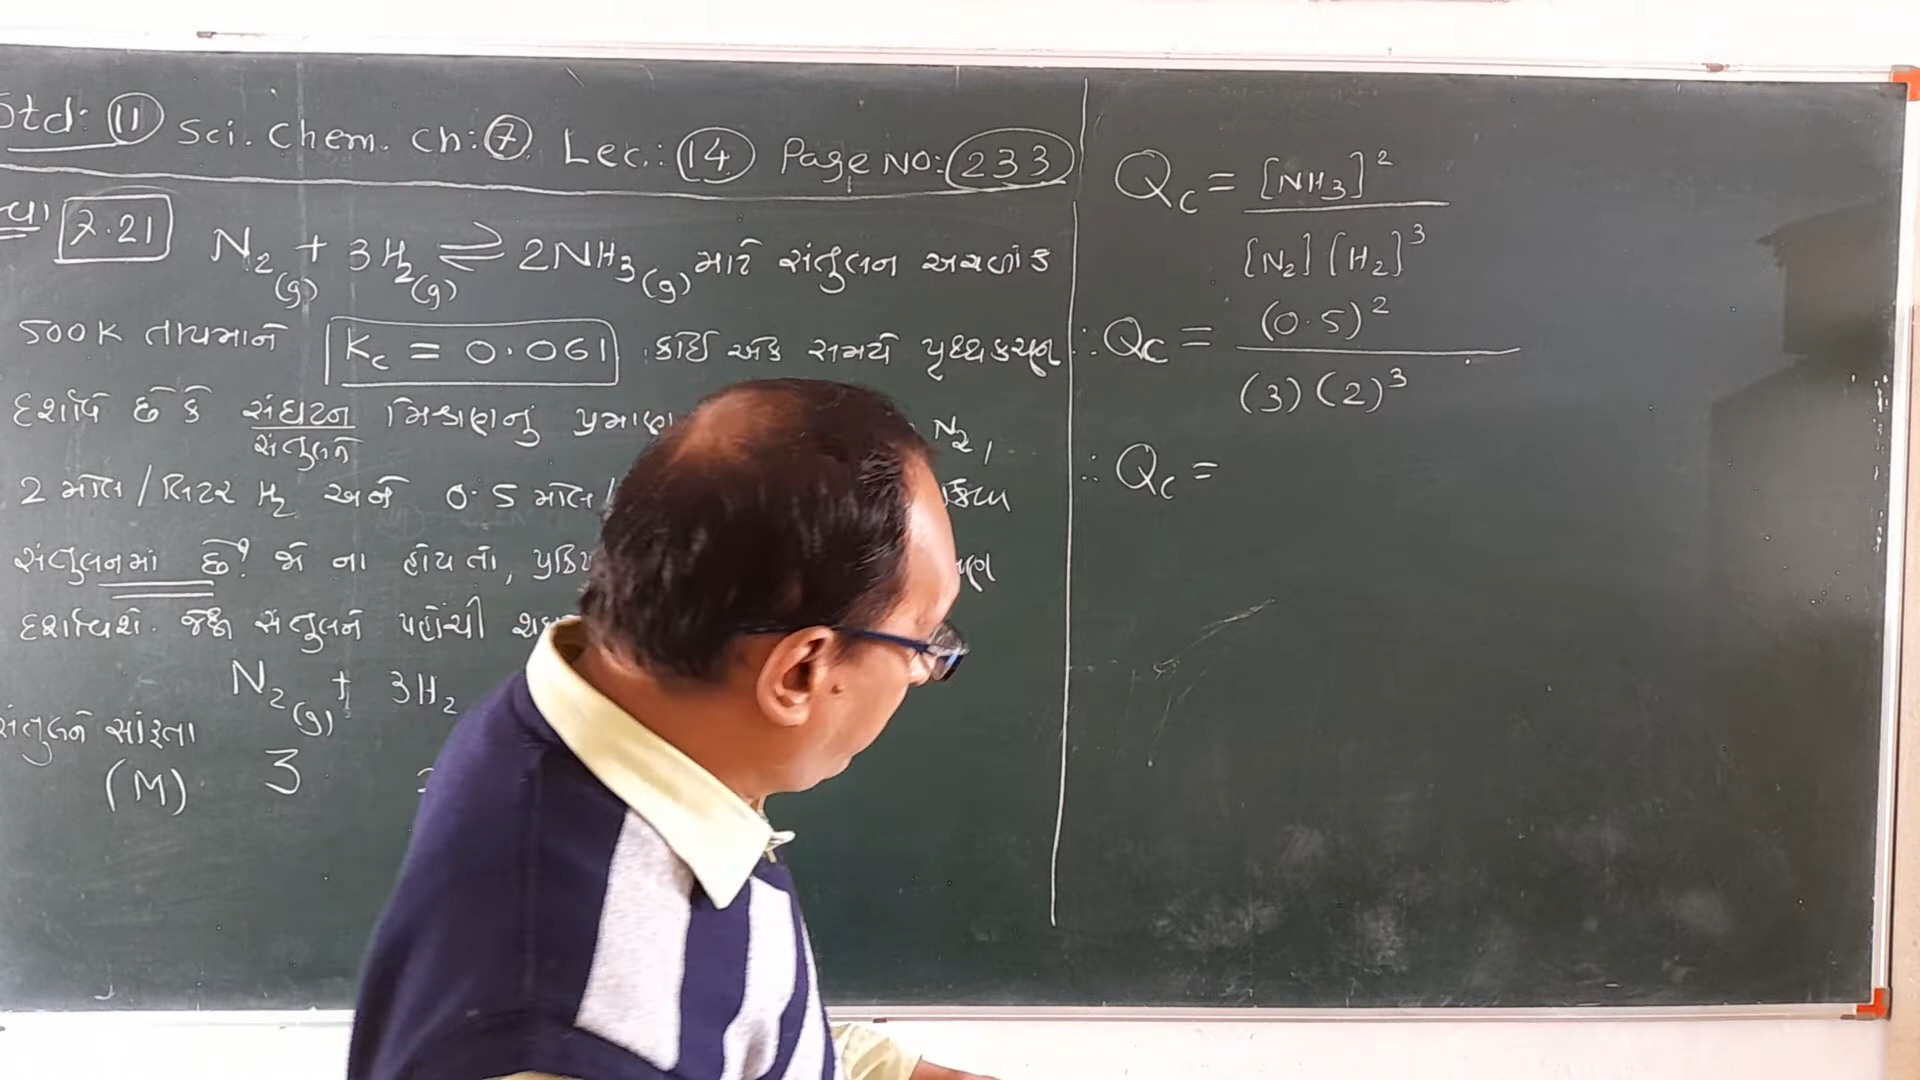 Std: 11 Sci. Chem. Ch: 7. Lec.: 14 Page NO: 233
7.21 N₂(g) + 3H₂(g) ⇌ 2NH₃(g) માટે સંતુલન અચળાંક
500K તાપમાને Kc = 0.061 . કોઈ એક સમયે પૃથ્થકરણ
દર્શાવે છે કે સંઘટન મિશ્રણનું પ્રમાણ N₂,
સંતુલને
2 મોલ / લિટર H₂ અને 0.5 મોલ /
સંતુલનમાં છે? જો ના હોય તો,
દર્શાવશે. જેથી સંતુલને પહોંચી
N₂(g) + 3H₂
સંતુલને સાંદ્રતા
(M) 3
Qc = [NH₃]²
[N₂] [H₂]³
∴ Qc = (0.5)²
(3) (2)³
∴ Qc =